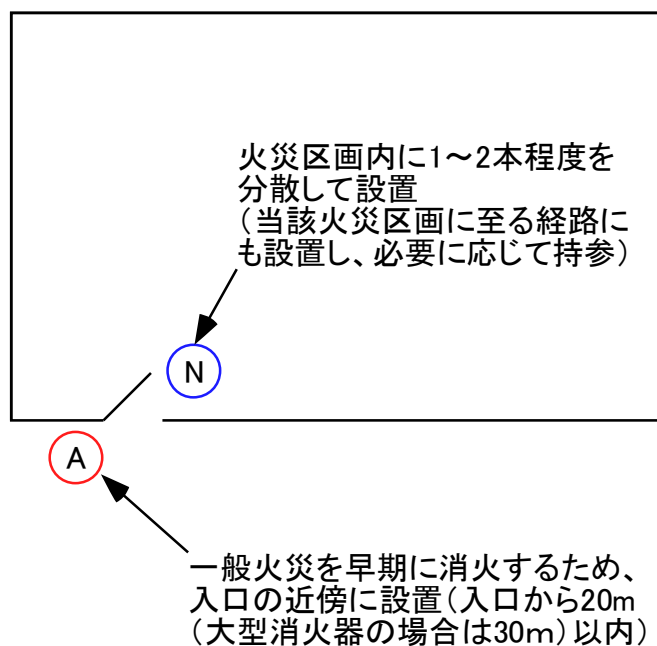 火災区画内に1～2本程度を
分散して設置
（当該火災区画に至る経路に
も設置し、必要に応じて持参）
N
A
一般火災を早期に消火するため、
入口の近傍に設置（入口から20m
（大型消火器の場合は30ｍ）以内）